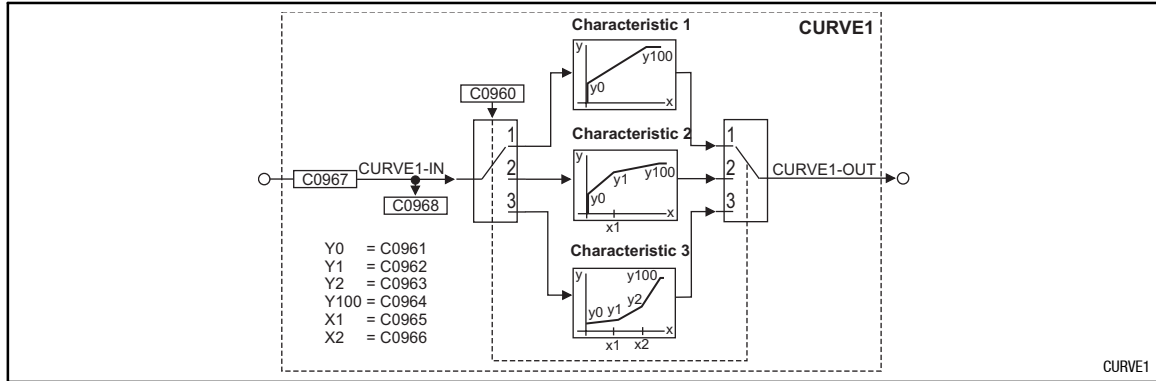 Characteristic 1
CURVE1
y
y100
y0
x
C0960
1
2
3
Characteristic 2
1
2
3
y
y1
y100
y0
x
x1
C0967
CURVE1-IN
C0968
CURVE1-OUT
Characteristic 3
y
y100
y2
y0 y1
x
x1 x2
Y0 = C0961
Y1 = C0962
Y2 = C0963
Y100 = C0964
X1 = C0965
X2 = C0966
CURVE1